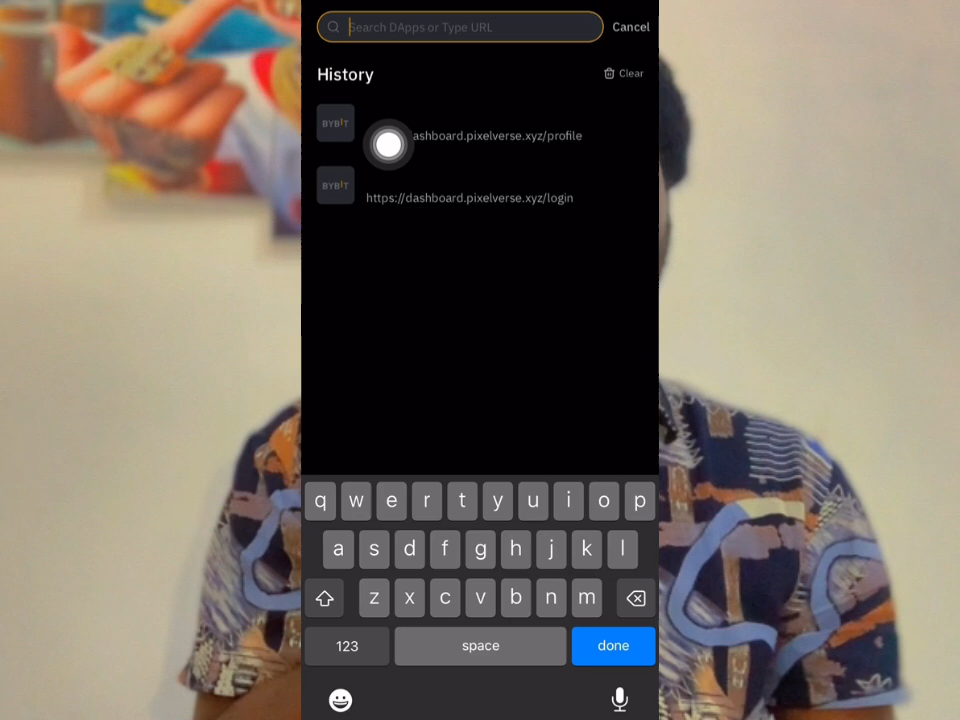 Search DApps or Type URL
Cancel
History
Clear
BYBIT
ashboard.pixelverse.xyz/profile
BYBIT
https://dashboard.pixelverse.xyz/login
q w e r t y u i o p
a s d f g h j k l
z x c v b n m
123
space
done